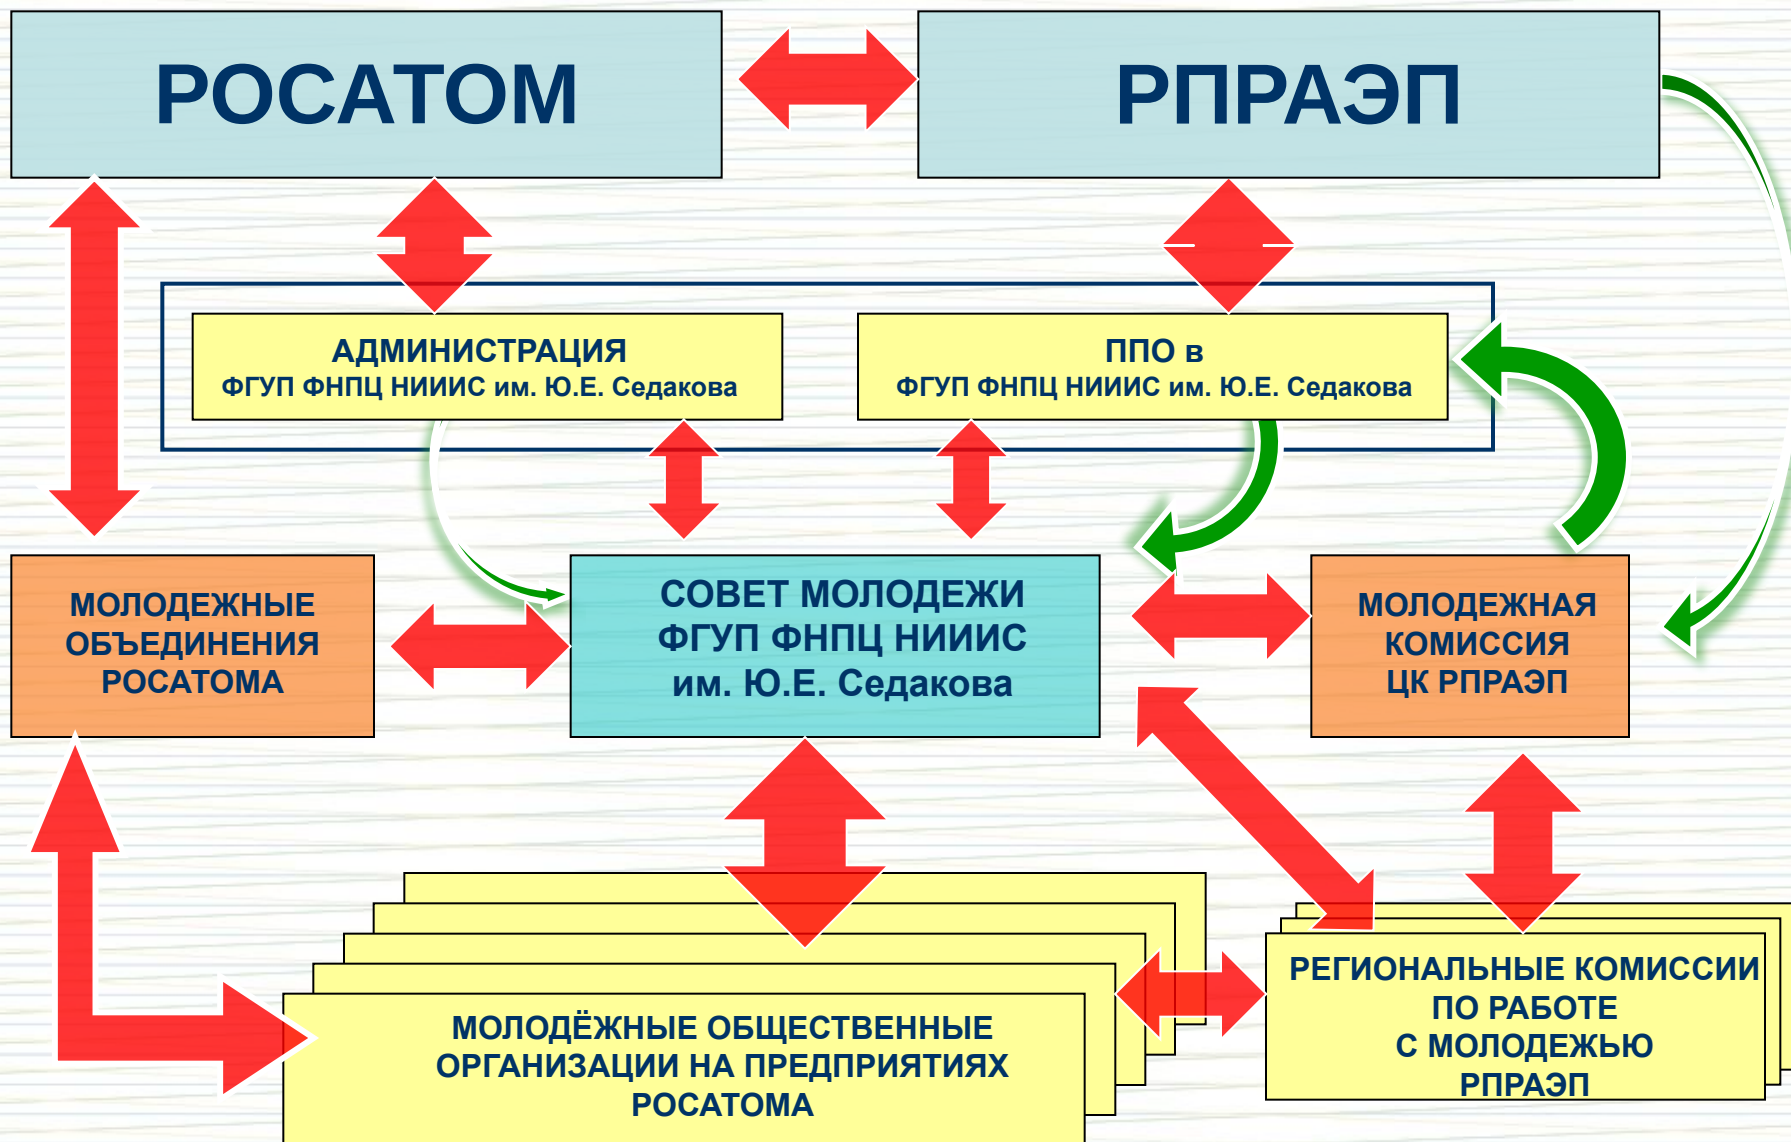 РОСАТОМ
РПРАЭП
АДМИНИСТРАЦИЯ
ФГУП ФНПЦ НИИИС им. Ю.Е. Седакова
ППО в
ФГУП ФНПЦ НИИИС им. Ю.Е. Седакова
МОЛОДЕЖНЫЕ
ОБЪЕДИНЕНИЯ
РОСАТОМА
СОВЕТ МОЛОДЕЖИ
ФГУП ФНПЦ НИИИС
им. Ю.Е. Седакова
МОЛОДЕЖНАЯ
КОМИССИЯ
ЦК РПРАЭП
МОЛОДЁЖНЫЕ ОБЩЕСТВЕННЫЕ
ОРГАНИЗАЦИИ НА ПРЕДПРИЯТИЯХ
РОСАТОМА
РЕГИОНАЛЬНЫЕ КОМИССИИ
ПО РАБОТЕ
С МОЛОДЕЖЬЮ
РПРАЭП